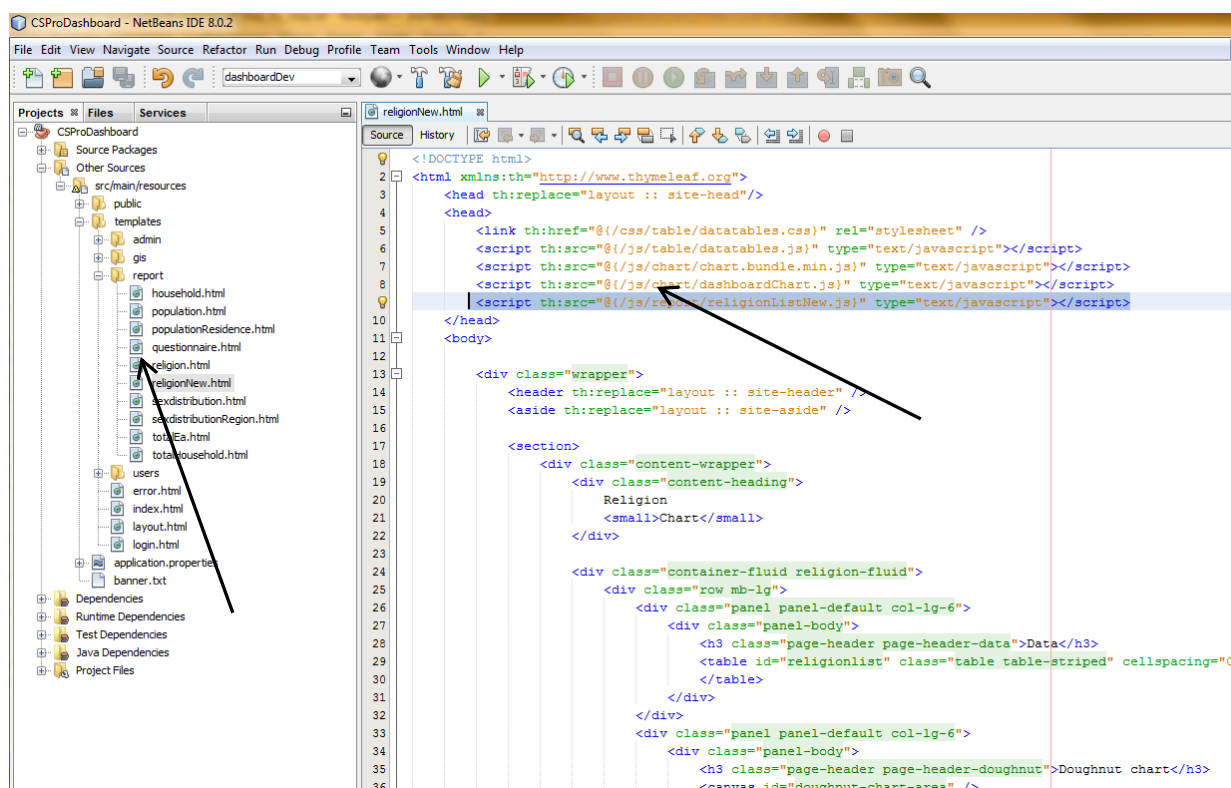 CSProDashboard - NetBeans IDE 8.0.2
File Edit View Navigate Source Refactor Run Debug Profile Team Tools Window Help
dashboardDev
Projects Files Services
CSProDashboard
Source Packages
Other Sources
src/main/resources
public
templates
admin
gis
report
household.html
population.html
populationResidence.html
questionnaire.html
religion.html
religionNew.html
sexdistribution.html
sexdistributionRegion.html
totalEa.html
totalHousehold.html
users
error.html
index.html
layout.html
login.html
application.properties
banner.txt
Dependencies
Runtime Dependencies
Test Dependencies
Java Dependencies
Project Files
religionNew.html
Source History
<!DOCTYPE html>
2 <html xmlns:th="http://www.thymeleaf.org">
3 <head th:replace="layout :: site-head"/>
4 <head>
5 <link th:href="@{/css/table/datatables.css}" rel="stylesheet" />
6 <script th:src="@{/js/table/datatables.js}" type="text/javascript"></script>
7 <script th:src="@{/js/chart/chart.bundle.min.js}" type="text/javascript"></script>
8 <script th:src="@{/js/chart/dashboardChart.js}" type="text/javascript"></script>
<script th:src="@{/js/report/religionListNew.js}" type="text/javascript"></script>
10 </head>
11 <body>
12
13 <div class="wrapper">
14 <header th:replace="layout :: site-header" />
15 <aside th:replace="layout :: site-aside" />
16
17 <section>
18 <div class="content-wrapper">
19 <div class="content-heading">
20 Religion
21 <small>Chart</small>
22 </div>
23
24 <div class="container-fluid religion-fluid">
25 <div class="row mb-lg">
26 <div class="panel panel-default col-lg-6">
27 <div class="panel-body">
28 <h3 class="page-header page-header-data">Data</h3>
29 <table id="religionlist" class="table table-striped" cellspacing="0
30 </table>
31 </div>
32 </div>
33 <div class="panel panel-default col-lg-6">
34 <div class="panel-body">
35 <h3 class="page-header page-header-doughnut">Doughnut chart</h3>
36 <canvas id="doughnut-chart-area" />